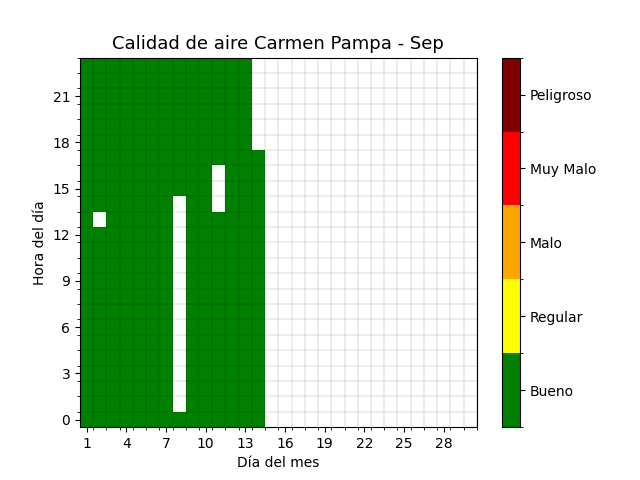 Calidad de aire Carmen Pampa - Sep
Hora del día
21
18
15
12
9
6
3
0
1 4 7 10 13 16 19 22 25 28
Día del mes
Peligroso
Muy Malo
Malo
Regular
Bueno